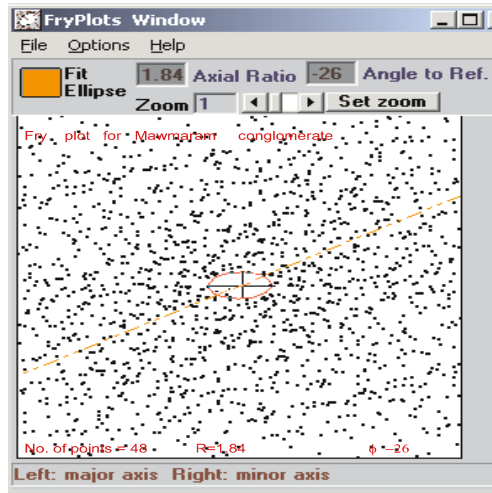 FryPlots Window
File Options Help
Fit Ellipse 1.84 Axial Ratio -26 Angle to Ref.
Zoom 1 Set zoom
Fry plot for Mawmaram conglomerate
No. of points = 48 R=1.84 ϕ -26
Left: major axis Right: minor axis